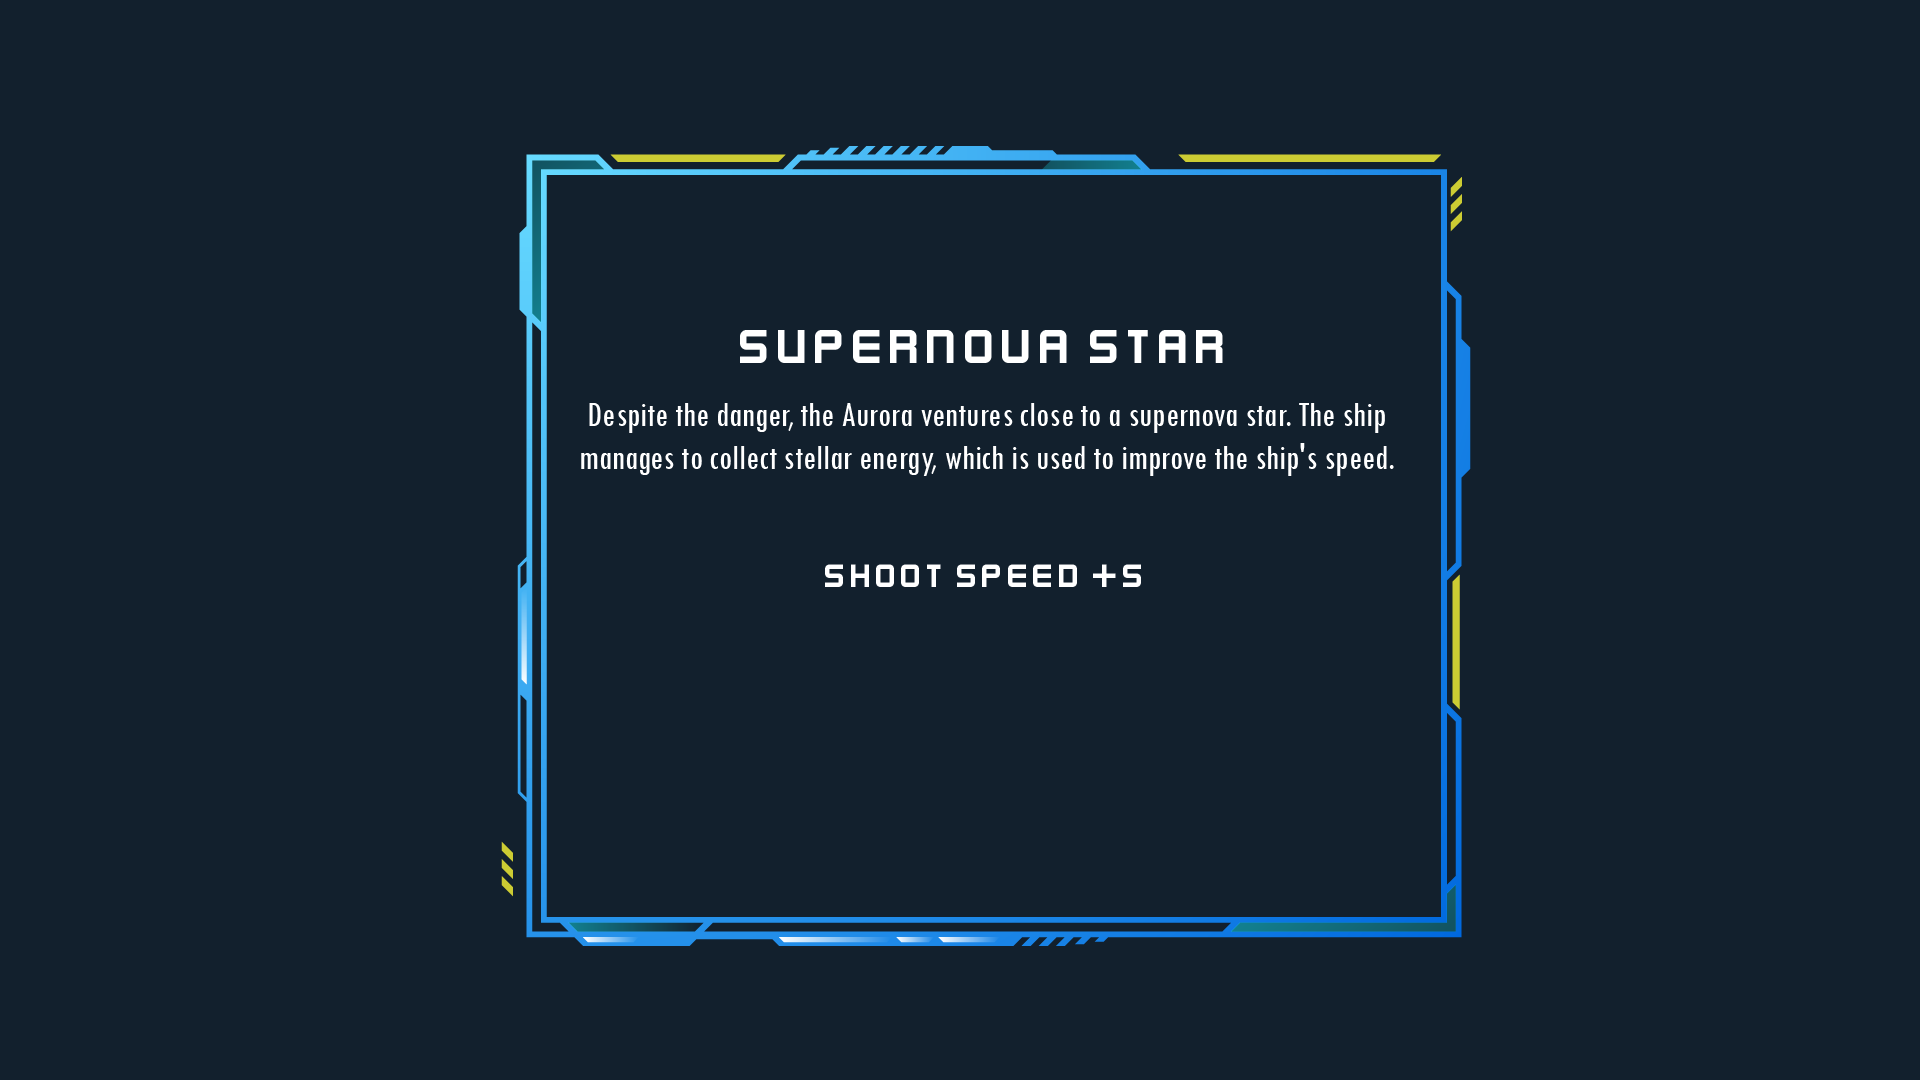 SUPERNOVA STAR
Despite the danger, the Aurora ventures close to a supernova star. The ship
manages to collect stellar energy, which is used to improve the ship's speed.
SHOOT SPEED +5